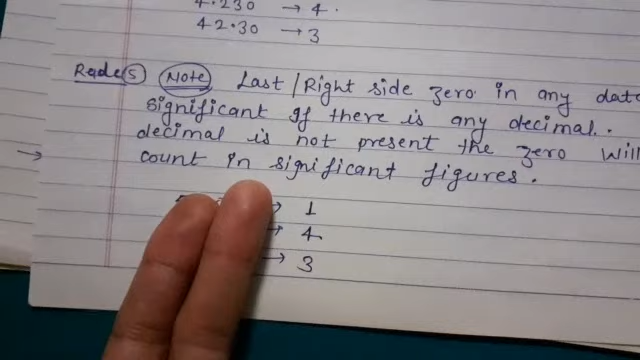 4.230 → 4.
42.30 → 3
Rule 5 Note Last/Right side zero in any data
significant If there is any decimal.
decimal is not present the zero will
→ count in significant figures.
→ 1
→ 4
→ 3